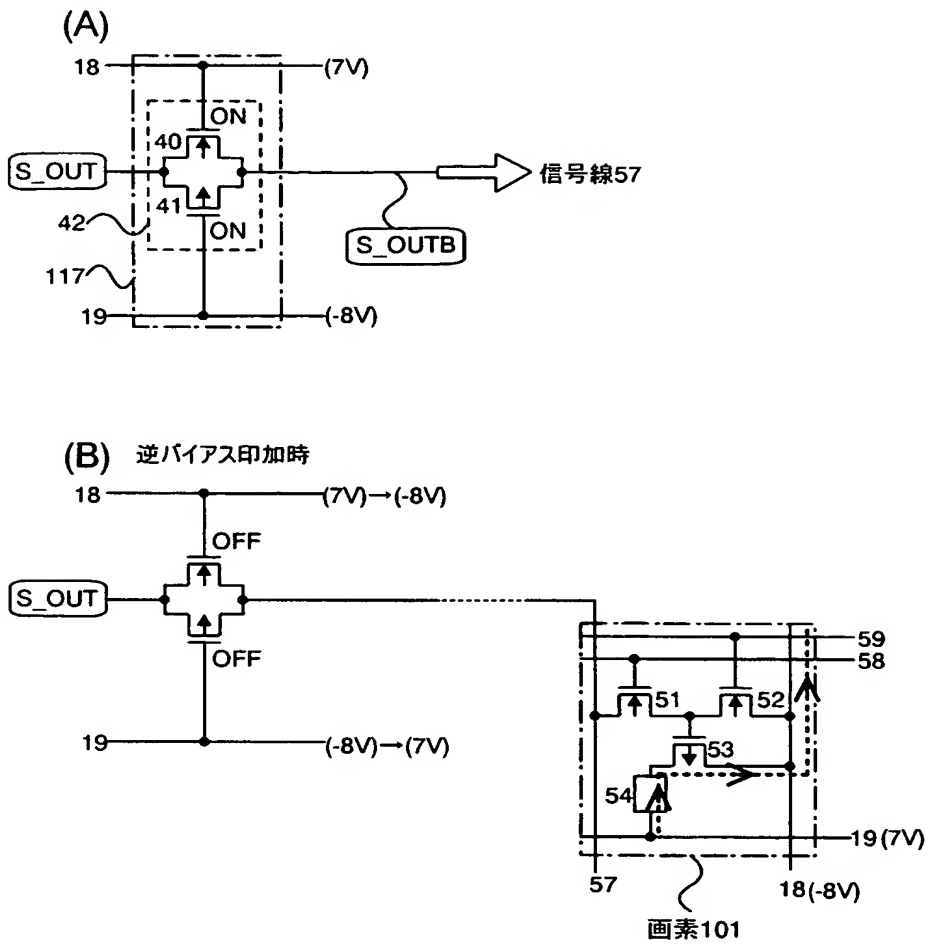 (A)
18 (7V)
ON
40
S_OUT
信号線57
41
42
ON
S_OUTB
117
19 (-8V)
(B) 逆バイアス印加時
18 (7V)→(-8V)
OFF
S_OUT
OFF
59
58
51 52
53
54
19 (-8V)→(7V)
19 (7V)
57
18 (-8V)
画素101